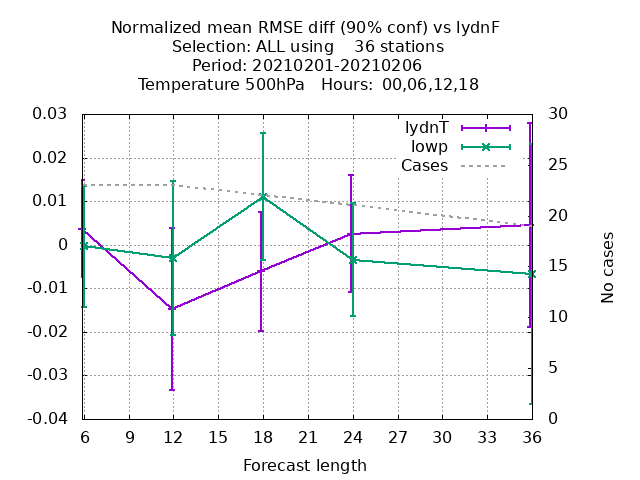 Normalized mean RMSE diff (90% conf) vs lydnF
Selection: ALL using    36 stations
Period: 20210201-20210206
Temperature 500hPa   Hours: 00,06,12,18
0.03
0.02
0.01
0
-0.01
-0.02
-0.03
-0.04
lydnT
lowp
Cases
30
25
20
15
10
5
0
No cases
6 9 12 15 18 21 24 27 30 33 36
Forecast length